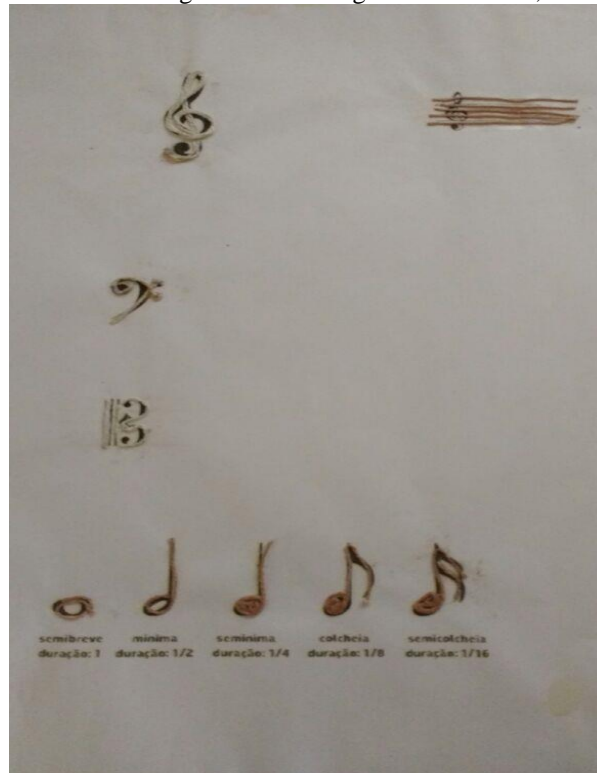 semibreve mínima semínima colcheia semicolcheia
duração: 1 duração: 1/2 duração: 1/4 duração: 1/8 duração: 1/16